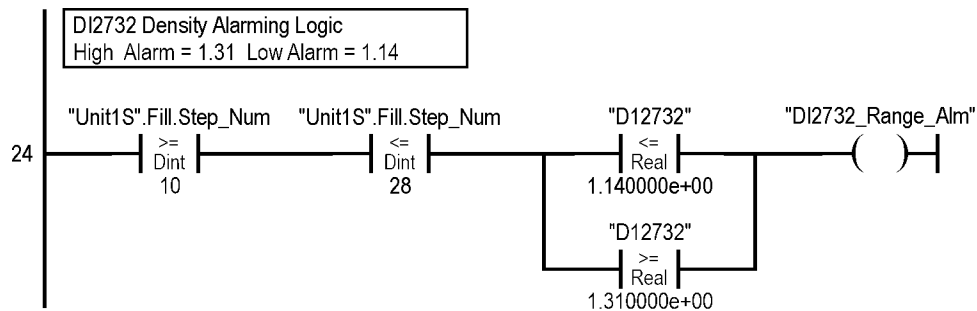 DI2732 Density Alarming Logic
High Alarm = 1.31 Low Alarm = 1.14
"Unit1S".Fill.Step_Num "Unit1S".Fill.Step_Num "D12732" "DI2732_Range_Alm"
24 >= <= <= ( )
Dint Dint Real
10 28 1.140000e+00
"D12732"
>=
Real
1.310000e+00